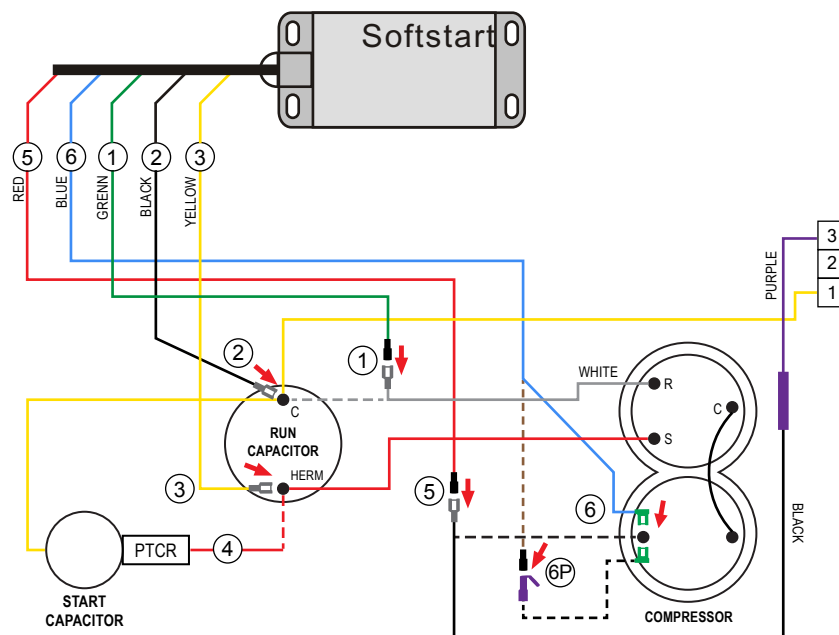 Softstart
5
6
1
2
3
RED
BLUE
GRENN
BLACK
YELLOW
3
2
1
PURPLE
2
1
WHITE
R
C
C
RUN
CAPACITOR
S
HERM
3
5
6
BLACK
4
PTCR
6P
START
CAPACITOR
COMPRESSOR